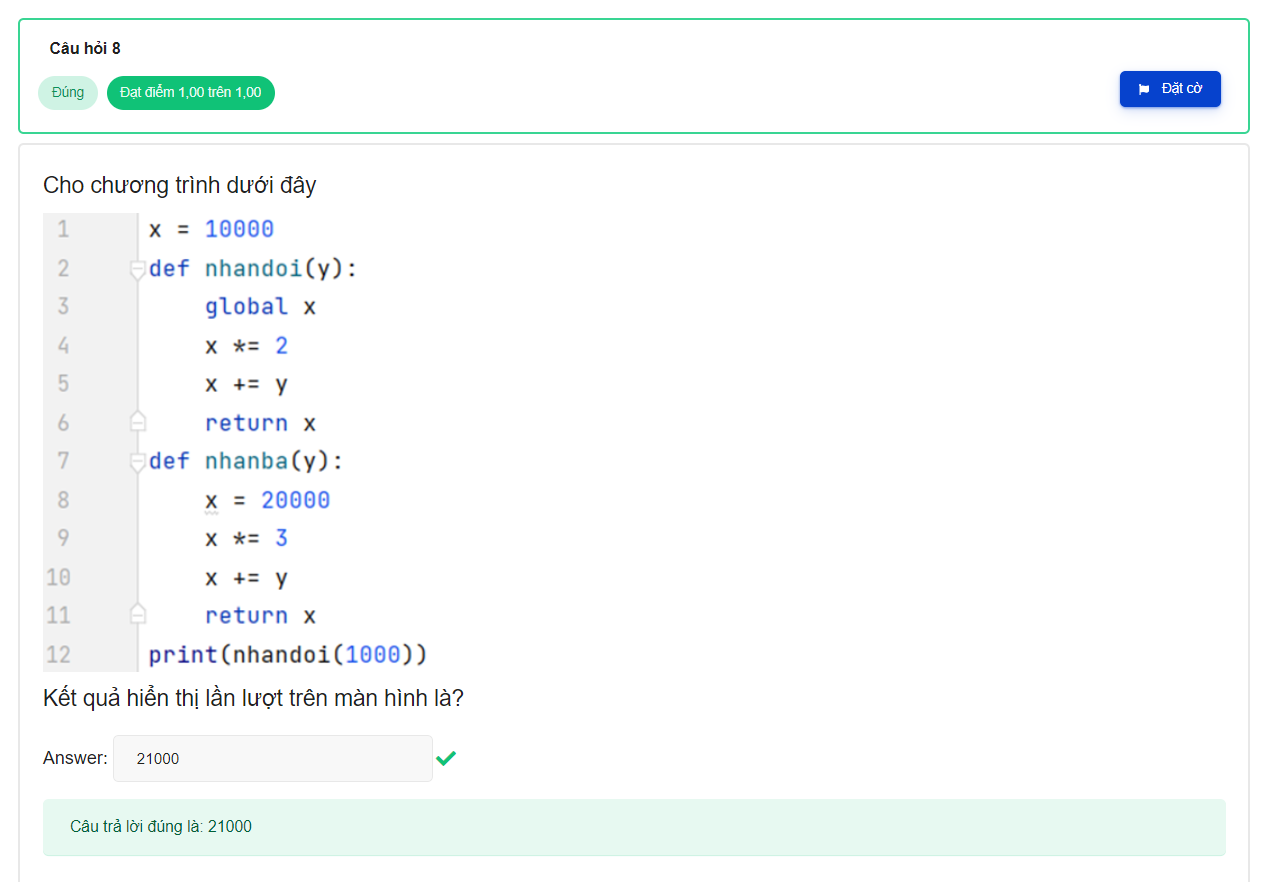 Câu hỏi 8
Đúng
Đạt điểm 1,00 trên 1,00
Đặt cờ
Cho chương trình dưới đây
1 x = 10000
2 def nhandoi(y):
3     global x
4     x *= 2
5     x += y
6     return x
7 def nhanba(y):
8     x = 20000
9     x *= 3
10     x += y
11     return x
12 print(nhandoi(1000))
Kết quả hiển thị lần lượt trên màn hình là?
Answer: 21000
Câu trả lời đúng là: 21000